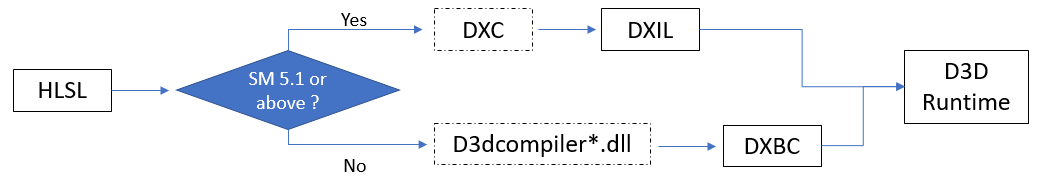 Yes
DXC
DXIL
HLSL
SM 5.1 or
above ?
D3D
Runtime
No
D3dcompiler*.dll
DXBC